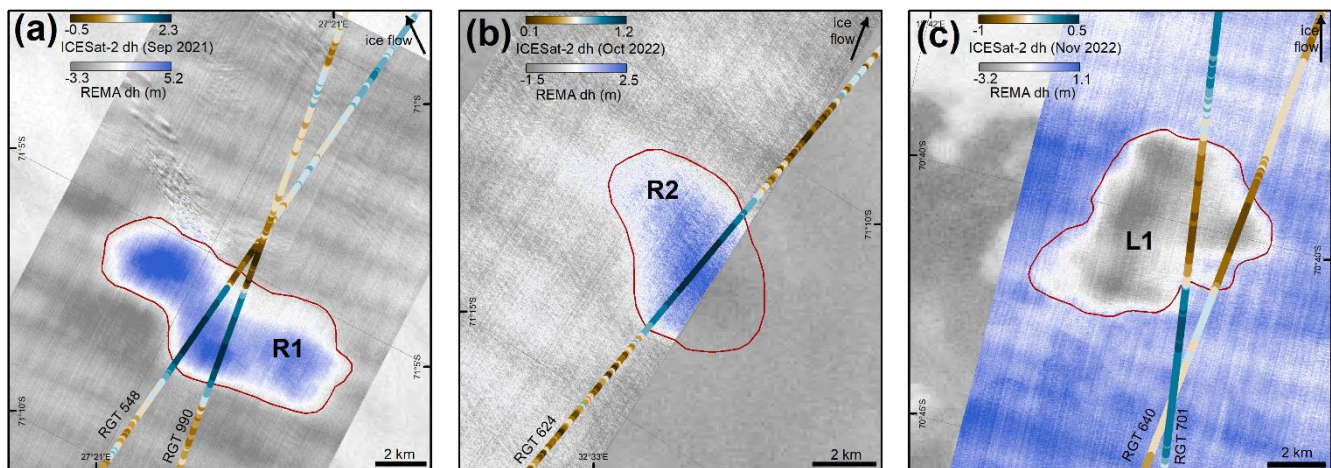 (a)
-0.5 2.3
ICESat-2 dh (Sep 2021)
-3.3 5.2
REMA dh (m)
27°21'E
ice flow
71°S
71°5'S
R1
71°5'S
71°10'S
RGT 548
RGT 990
27°21'E
2 km
(b)
0.1 1.2
ICESat-2 dh (Oct 2022)
-1.5 2.5
REMA dh (m)
ice
flow
R2
71°10'S
71°15'S
RGT 624
32°33'E
2 km
(c)
-1 0.5
ICESat-2 dh (Nov 2022)
-3.2 1.1
REMA dh (m)
ice
flow
70°40'S
L1
70°40'S
70°45'S
RGT 640
RGT 701
2 km